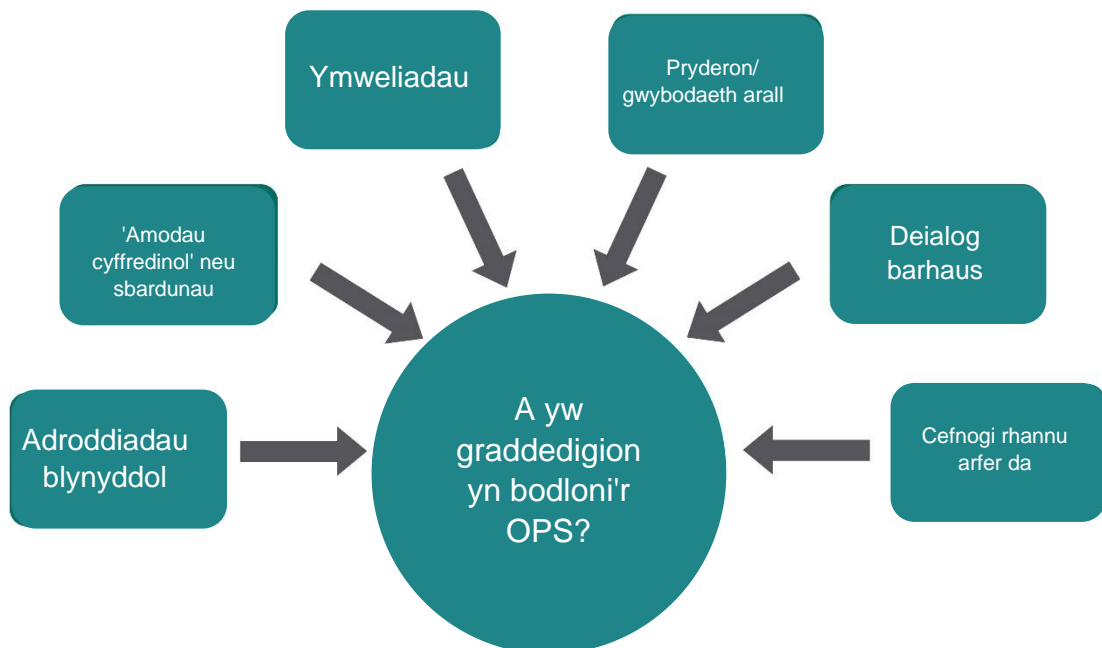 Ymweliadau
Pryderon/
gwybodaeth arall
'Amodau
cyffredinol' neu
sbardunau
Deialog
barhaus
Adroddiadau
blynyddol
A yw
graddedigion
yn bodloni'r
OPS?
Cefnogi rhannu
arfer da